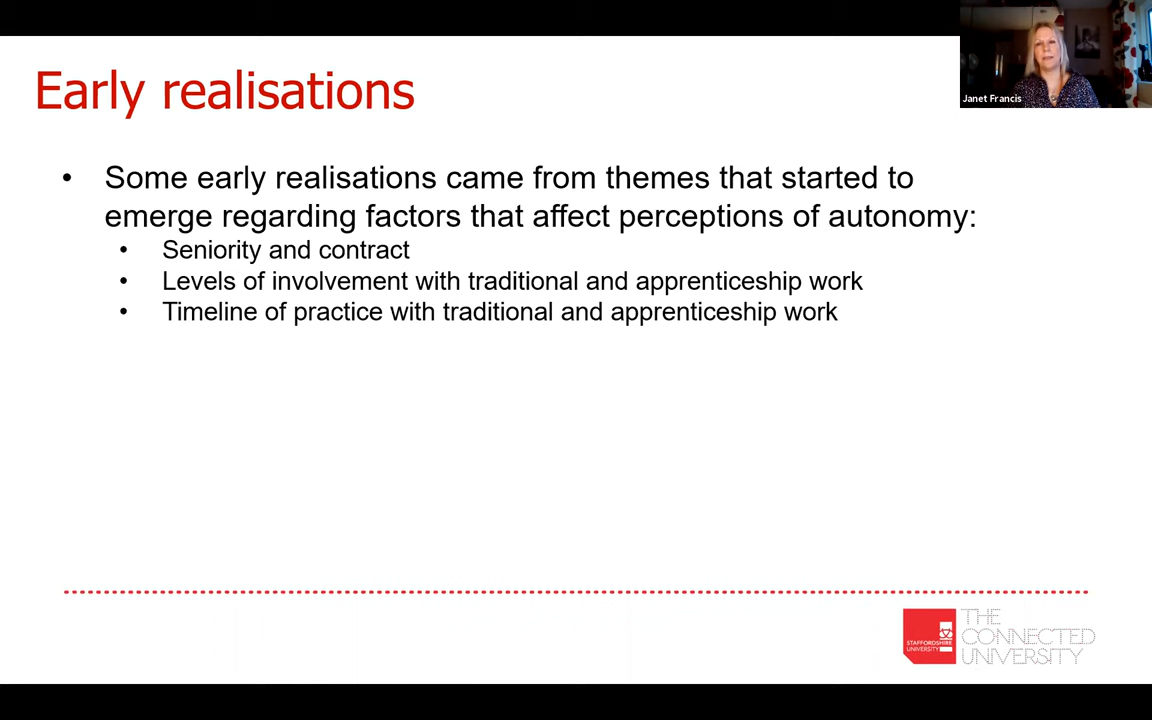 Early realisations
Janet Francis
• Some early realisations came from themes that started to
emerge regarding factors that affect perceptions of autonomy:
• Seniority and contract
• Levels of involvement with traditional and apprenticeship work
• Timeline of practice with traditional and apprenticeship work
STAFFORDSHIRE
UNIVERSITY
THE
CONNECTED
UNIVERSITY